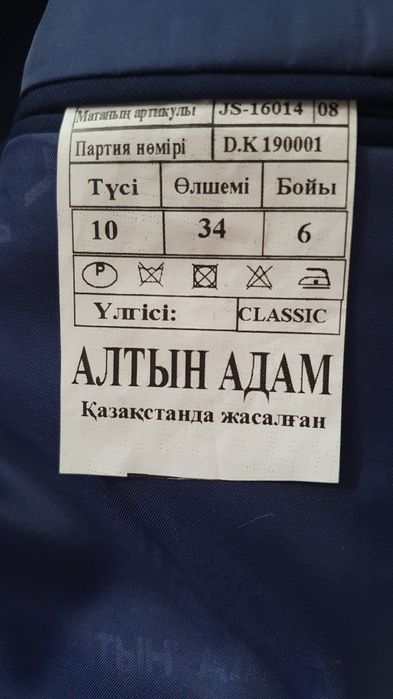 Матаның артикулы JS-16014 08
Партия нөмірі D.K 190001
Түсі Өлшемі Бойы
10 34 6
P
Үлгісі: CLASSIC
АЛТЫН АДАМ
Қазақстанда жасалған